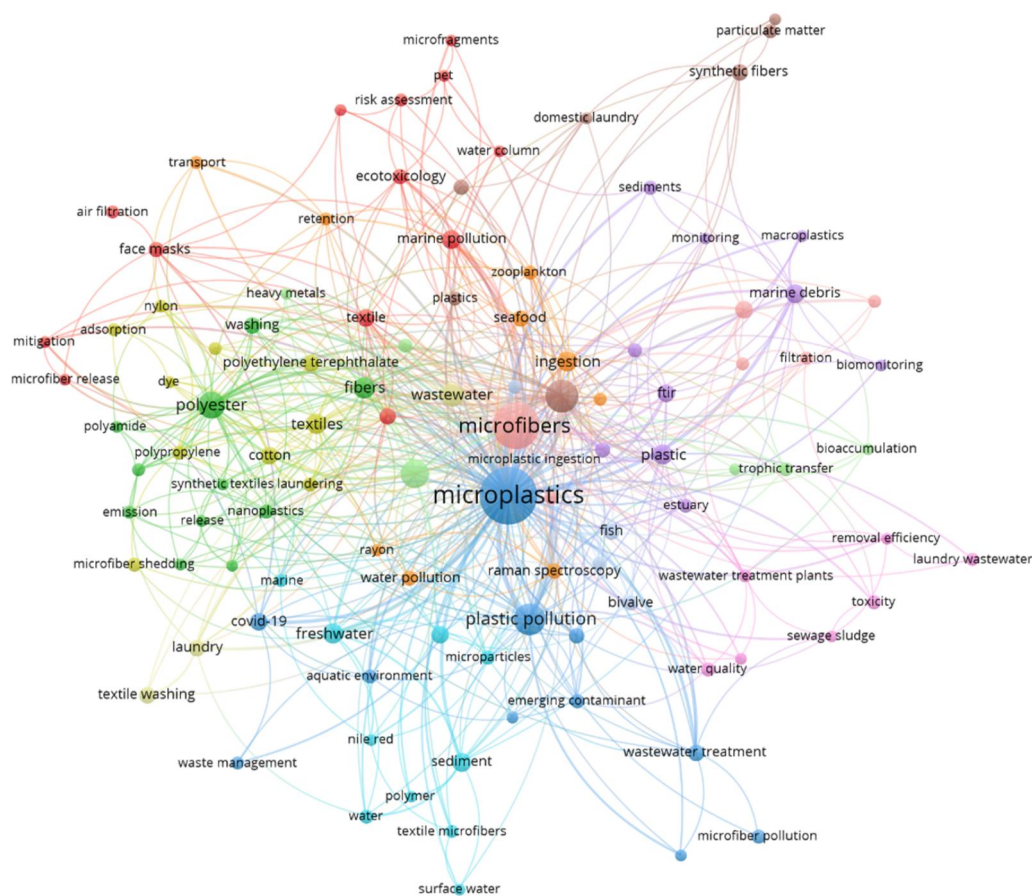 particulate matter
microfragments
synthetic fibers
pet
risk assessment
domestic laundry
water column
transport
ecotoxicology
sediments
air filtration
retention
face masks
marine pollution
monitoring
macroplastics
zooplankton
heavy metals
marine debris
plastics
nylon
seafood
textile
washing
adsorption
mitigation
polyethylene terephthalate
ingestion
filtration
biomonitoring
microfiber release
dye
fibers
wastewater
ftir
polyester
textiles
microfibers
polyamide
bioaccumulation
polypropylene
cotton
microplastic ingestion
plastic
trophic transfer
synthetic textiles laundering
microplastics
estuary
emission
release
nanoplastics
fish
removal efficiency
laundry wastewater
rayon
microfiber shedding
marine
water pollution
raman spectroscopy
wastewater treatment plants
bivalve
toxicity
covid-19
freshwater
plastic pollution
sewage sludge
laundry
microparticles
water quality
aquatic environment
textile washing
emerging contaminant
nile red
wastewater treatment
waste management
sediment
polymer
water
textile microfibers
microfiber pollution
surface water